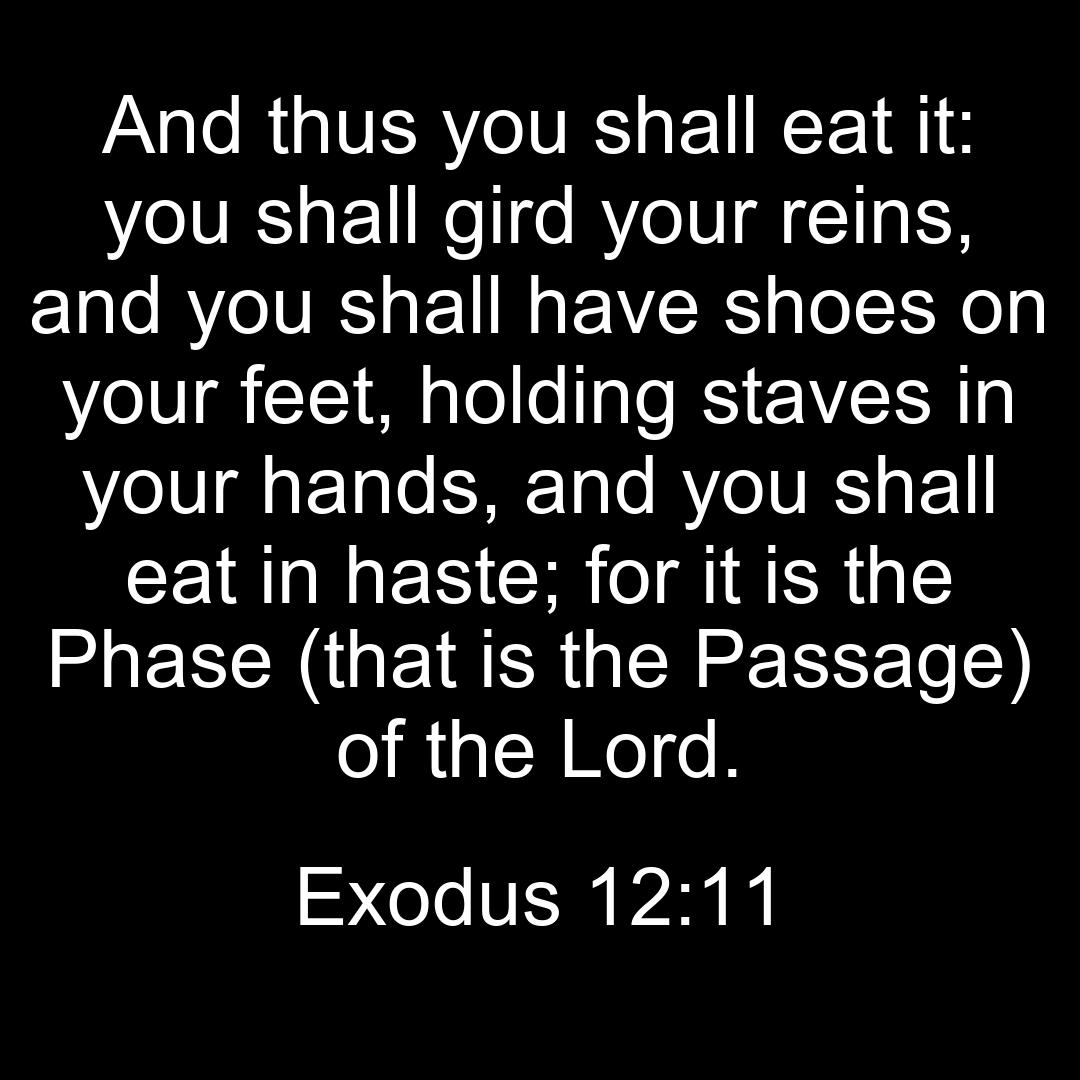 And thus you shall eat it:
you shall gird your reins,
and you shall have shoes on
your feet, holding staves in
your hands, and you shall
eat in haste; for it is the
Phase (that is the Passage)
of the Lord.
Exodus 12:11